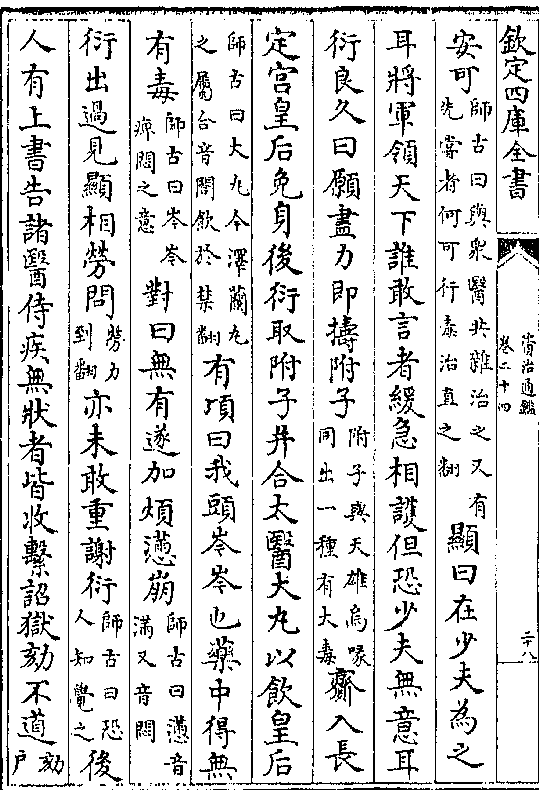 欽定四庫全書
資治通鑑
卷二十四
二十八
安可師古曰與衆醫共雜治之又有先嘗者何可行毒治直之翻顯曰在少夫為之
耳將軍領天下誰敢言者緩急相護但恐少夫無意耳
衍良久曰願盡力即擣附子附子與天雄烏喙同出一種有大毒齎入長
定宫皇后免身後衍取附子并合太醫大丸以飲皇后
師古曰大丸今澤蘭丸之屬合音閤飲於禁翻有頃曰我頭岑岑也藥中得無
有毒師古曰岑岑痹悶之意對曰無有遂加煩懣崩師古曰懣音滿又音悶
衍出過見顯相勞問勞力到翻亦未敢重謝衍師古曰恐人知覺之後
人有上書告諸醫侍疾無狀者皆收繫詔獄劾不道劾户